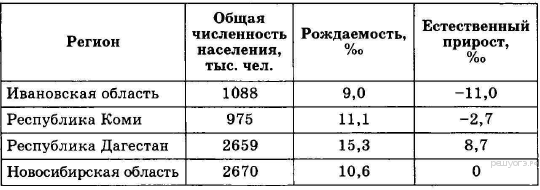 Регион Общая численность населения, тыс. чел. Рождаемость, ‰ Естественный прирост, ‰
Ивановская область 1088 9,0 −11,0
Республика Коми 975 11,1 −2,7
Республика Дагестан 2659 15,3 8,7
Новосибирская область 2670 10,6 0